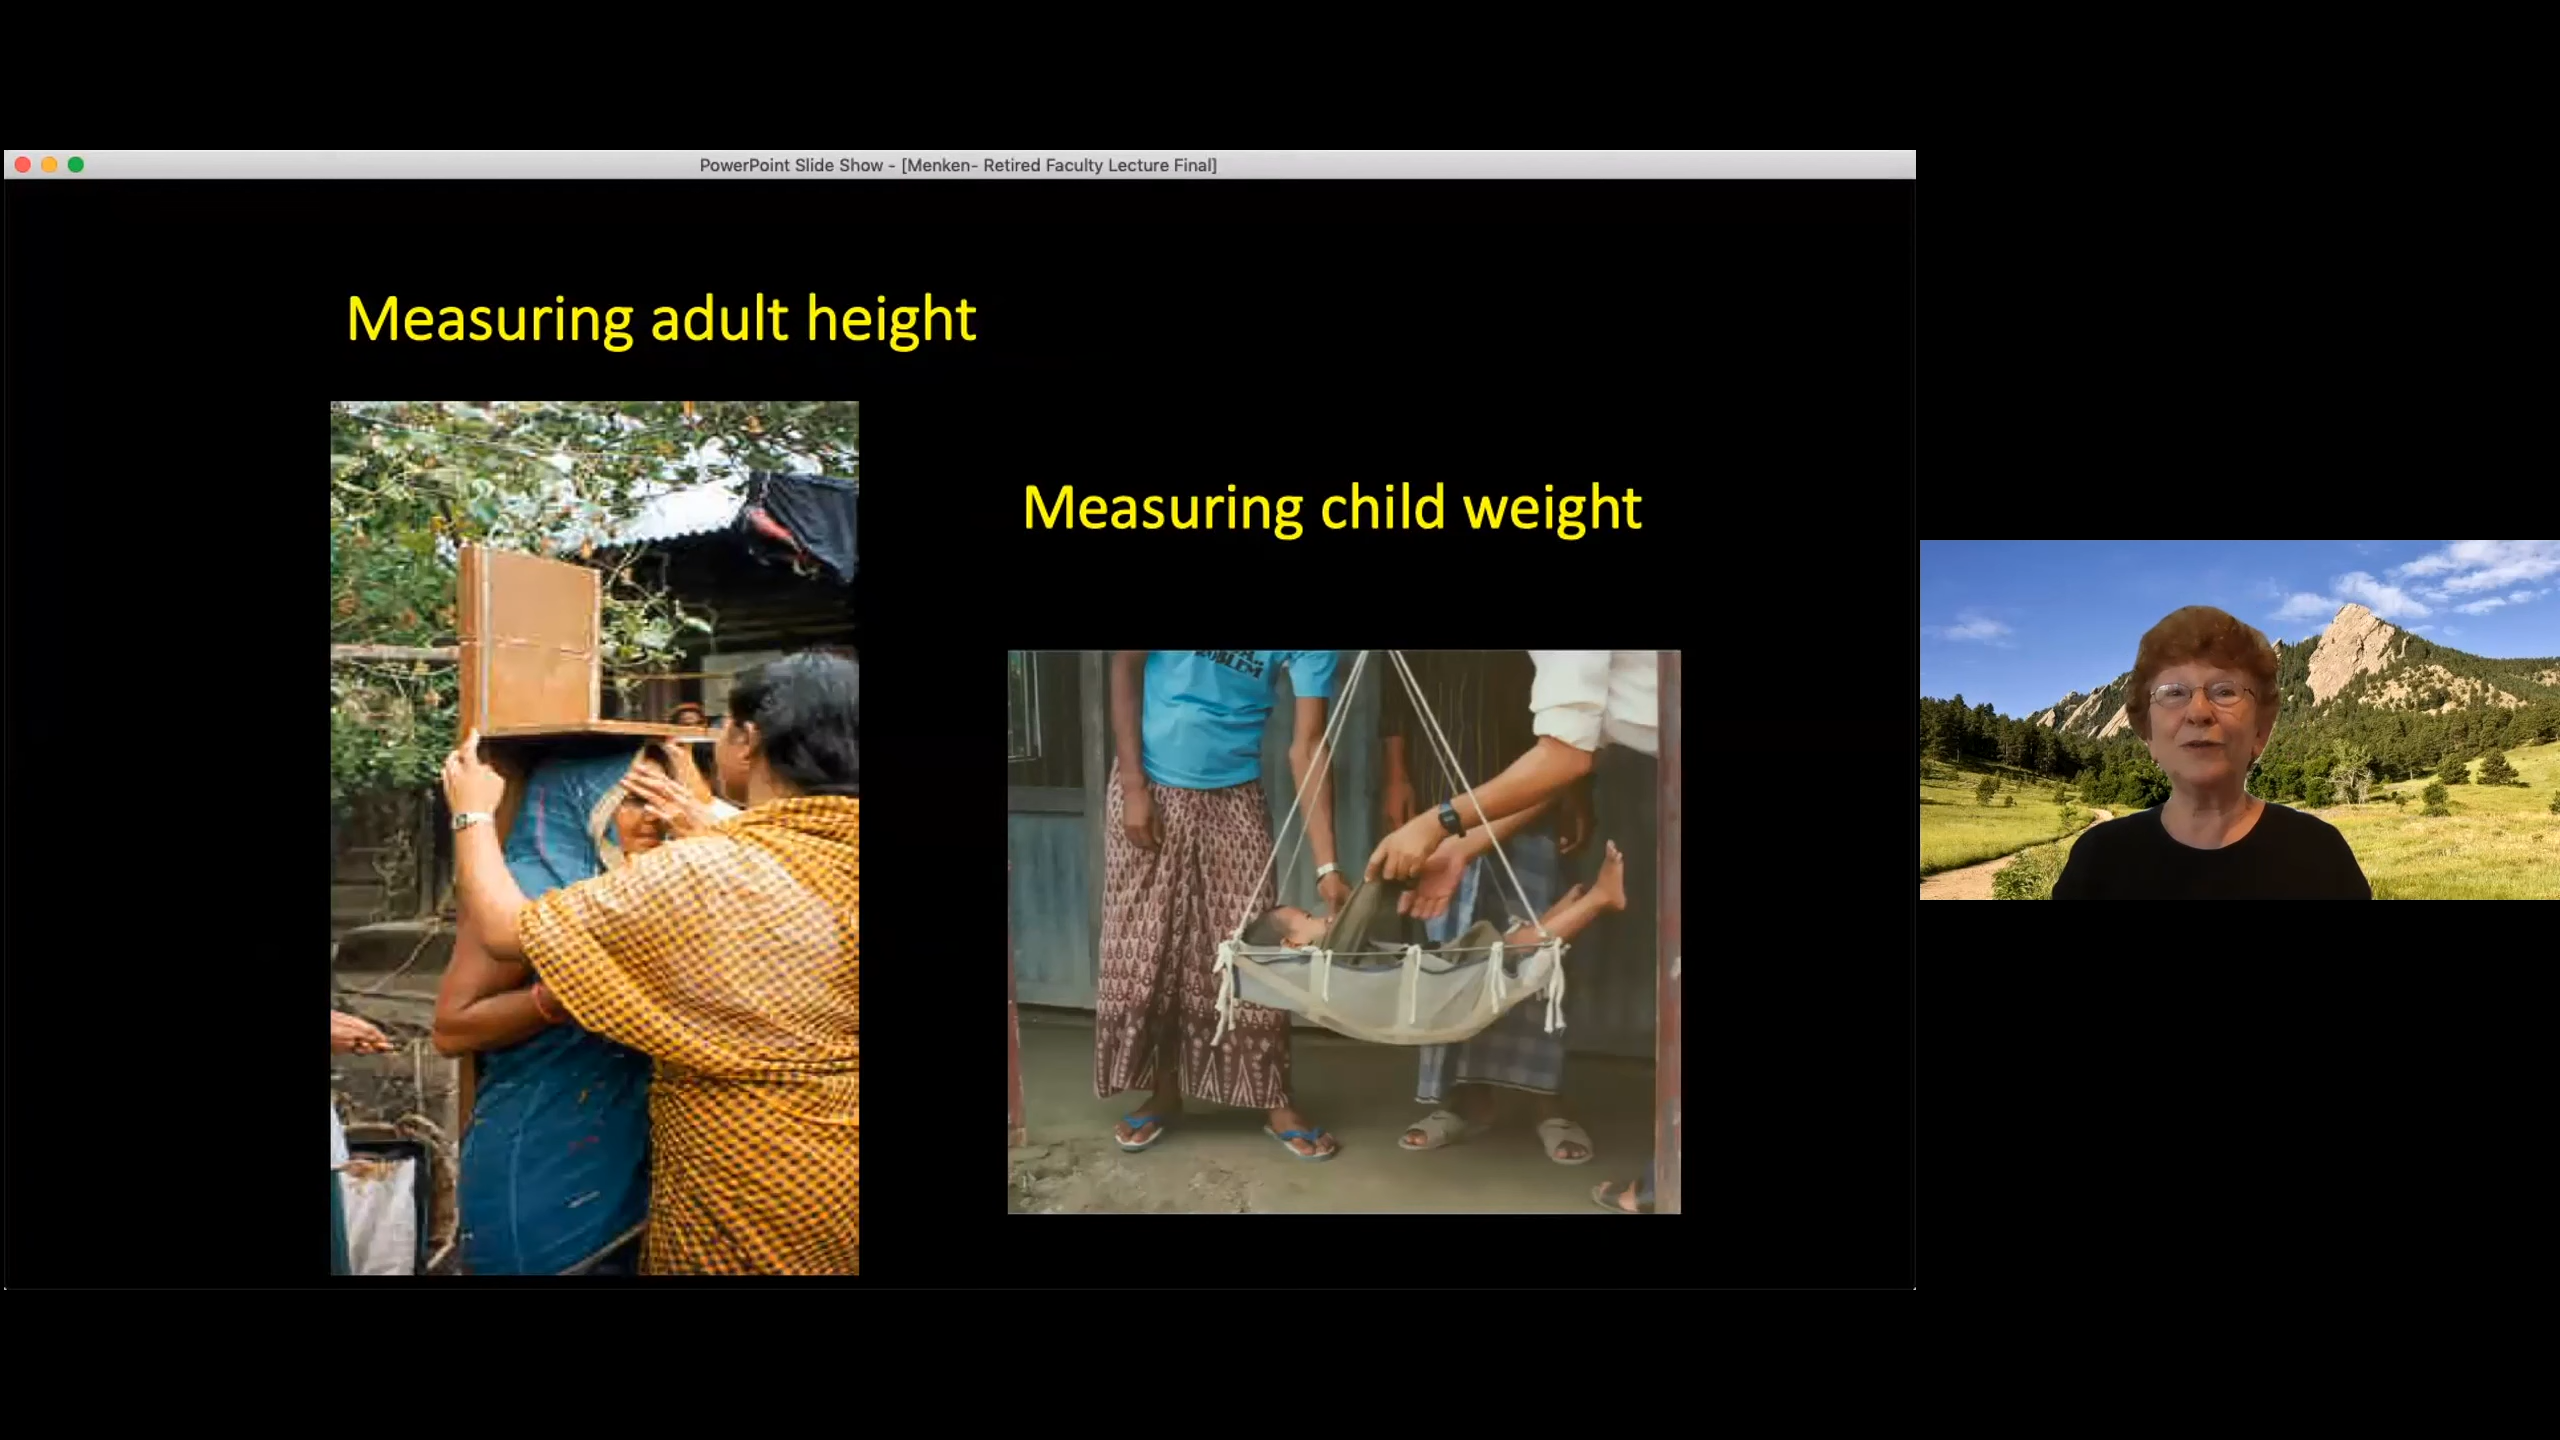 PowerPoint Slide Show - [Menken- Retired Faculty Lecture Final]
Measuring adult height
Measuring child weight